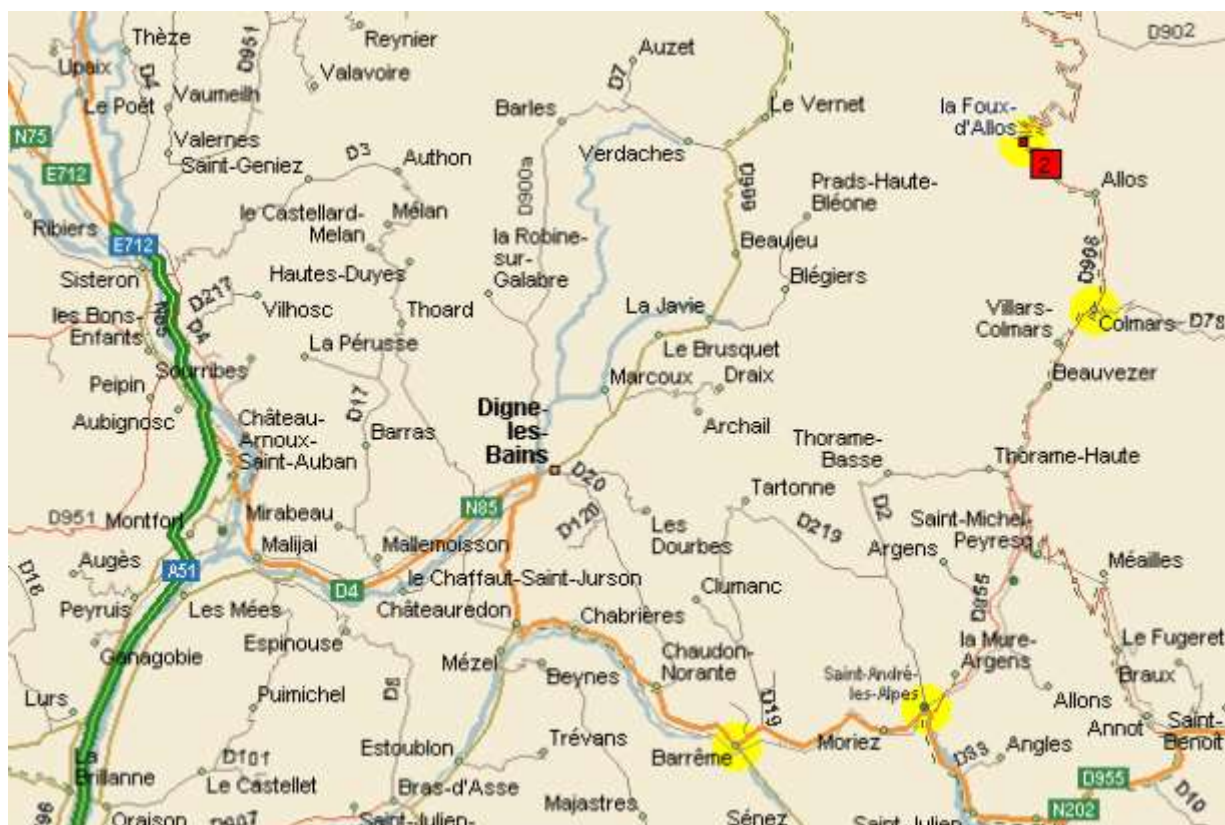 Thèze
D951
Reynier
Auzet
D902
Upaix
D4
Valavoire
D7
Le Poët
Vaumeilh
Barles
Le Vernet
la Foux-
d'Allos
N75
Valernes
Verdaches
E712
Saint-Geniez
D3
Authon
D900a
2
Allos
Prads-Haute-
Bléone
Ribiers
le Castellard-
Melan
Mélan
la Robine-
sur-
Galabre
Beaujeu
D908
E712
Sisteron
Hautes-Duyes
Blégiers
D217
Vilhosc
Thoard
La Javie
Villars-
Colmars
Colmars
D78
les Bons-
Enfants
N85
D4
La Pérusse
Le Brusquet
Sourribes
Peipin
Marcoux
Draix
Beauvezer
Aubignosc
Château-
Arnoux-
Saint-Auban
D17
Barras
Digne-
les-
Bains
Archail
Thorame-
Basse
Thorame-Haute
D20
Tartonne
N85
D951
Montfort
Mirabeau
D120
Les
Dourbes
D219
D2
Saint-Michel-
Peyresq
Augès
Malijai
Mallemoisson
Argens
Méailles
A51
D4
le Chaffaut-Saint-Jurson
Clumanc
D955
Peyruis
Les Mées
Châteauredon
Chabrières
Espinouse
la Mure-
Argens
Le Fugeret
Ganagobie
Mézel
Chaudon-
Norante
Beynes
Saint-André-
les-Alpes
Braux
Lurs
Puimichel
D19
Allons
Annot
Saint-
Benoît
Estoublon
Trévans
Barrême
Moriez
D33
Angles
La
Brillanne
D101
Le Castellet
Bras-d'Asse
D955
D10
Majastres
N202
Oraison
Saint-Julien-
Sénez
Saint-Julien